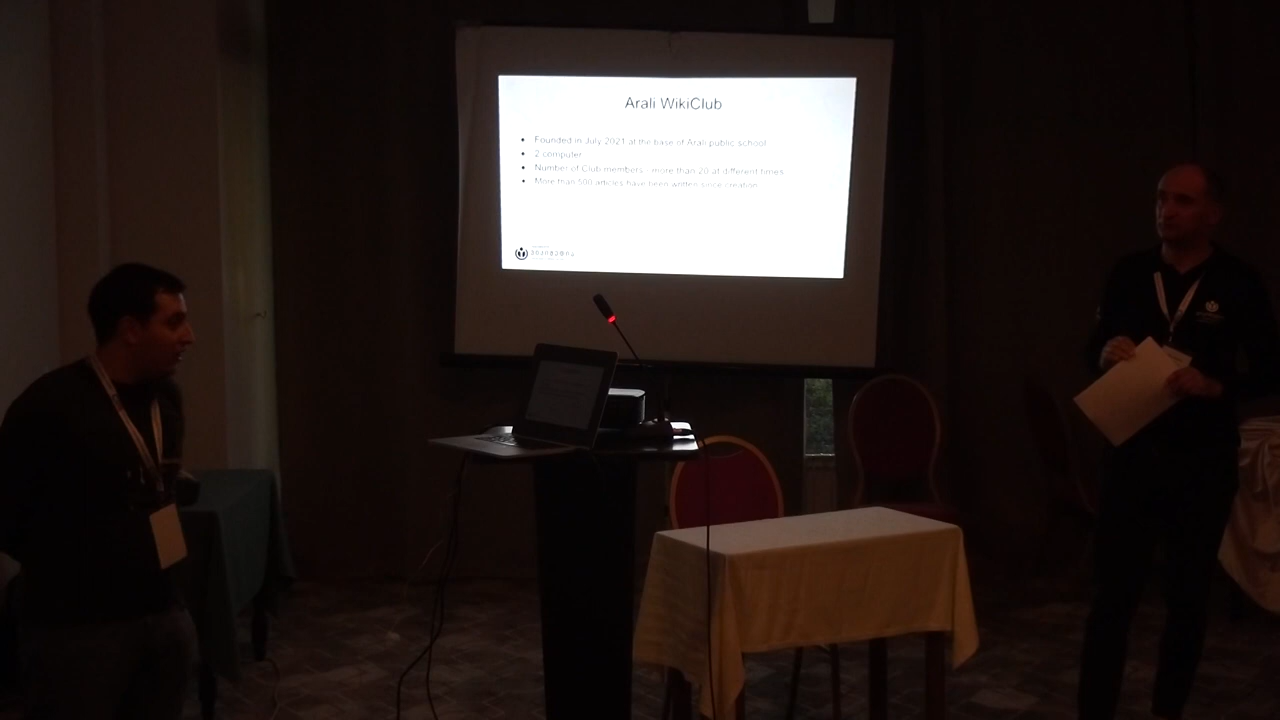 Arali WikiClub
• Founded in July 2021 at the base of Arali public school
• 2 computer
• Number of Club members - more than 20 at different times
• More than 500 articles have been written since creation